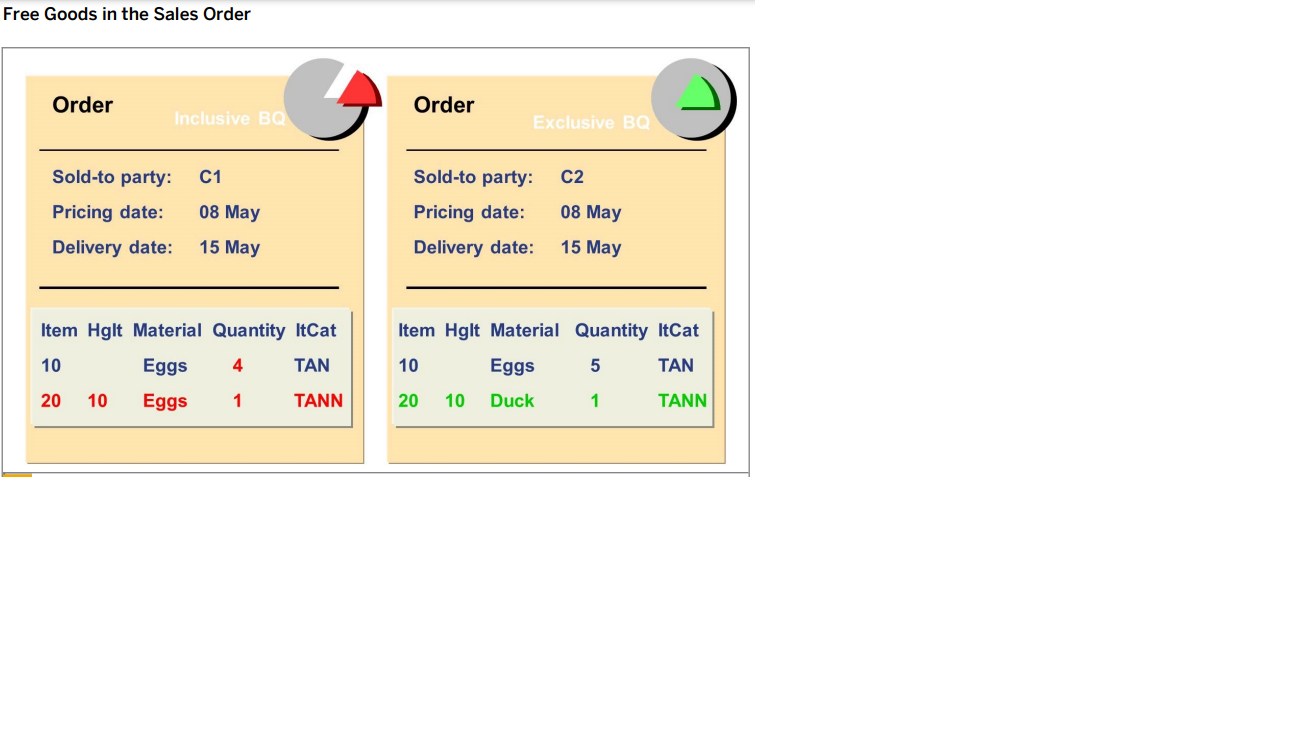 Free Goods in the Sales Order
Order
Inclusive BQ
Sold-to party: C1
Pricing date: 08 May
Delivery date: 15 May
Item HgIt Material Quantity ItCat
10 Eggs 4 TAN
20 10 Eggs 1 TANN
Order
Exclusive BQ
Sold-to party: C2
Pricing date: 08 May
Delivery date: 15 May
Item HgIt Material Quantity ItCat
10 Eggs 5 TAN
20 10 Duck 1 TANN